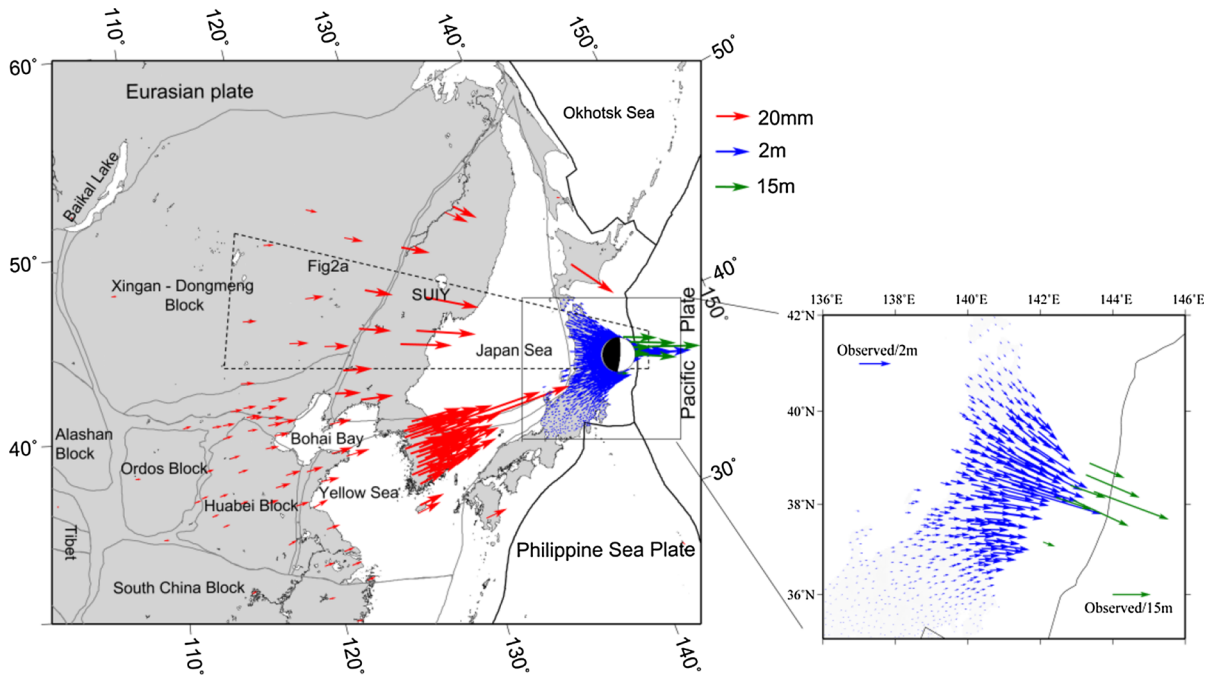 110°
120°
130°
140°
150°
50°
60°
Eurasian plate
Okhotsk Sea
20mm
2m
15m
Baikal Lake
50°
Fig2a
Xingan - Dongmeng
Block
SUIY
40°
150°
Japan Sea
Pacific Plate
136°E
138°E
140°E
142°E
144°E
146°E
42°N
Observed/2m
40°N
38°N
36°N
Observed/15m
40°
Alashan
Block
Bohai Bay
Ordos Block
Yellow Sea
30°
Huabei Block
Tibet
Philippine Sea Plate
South China Block
110°
120°
130°
140°